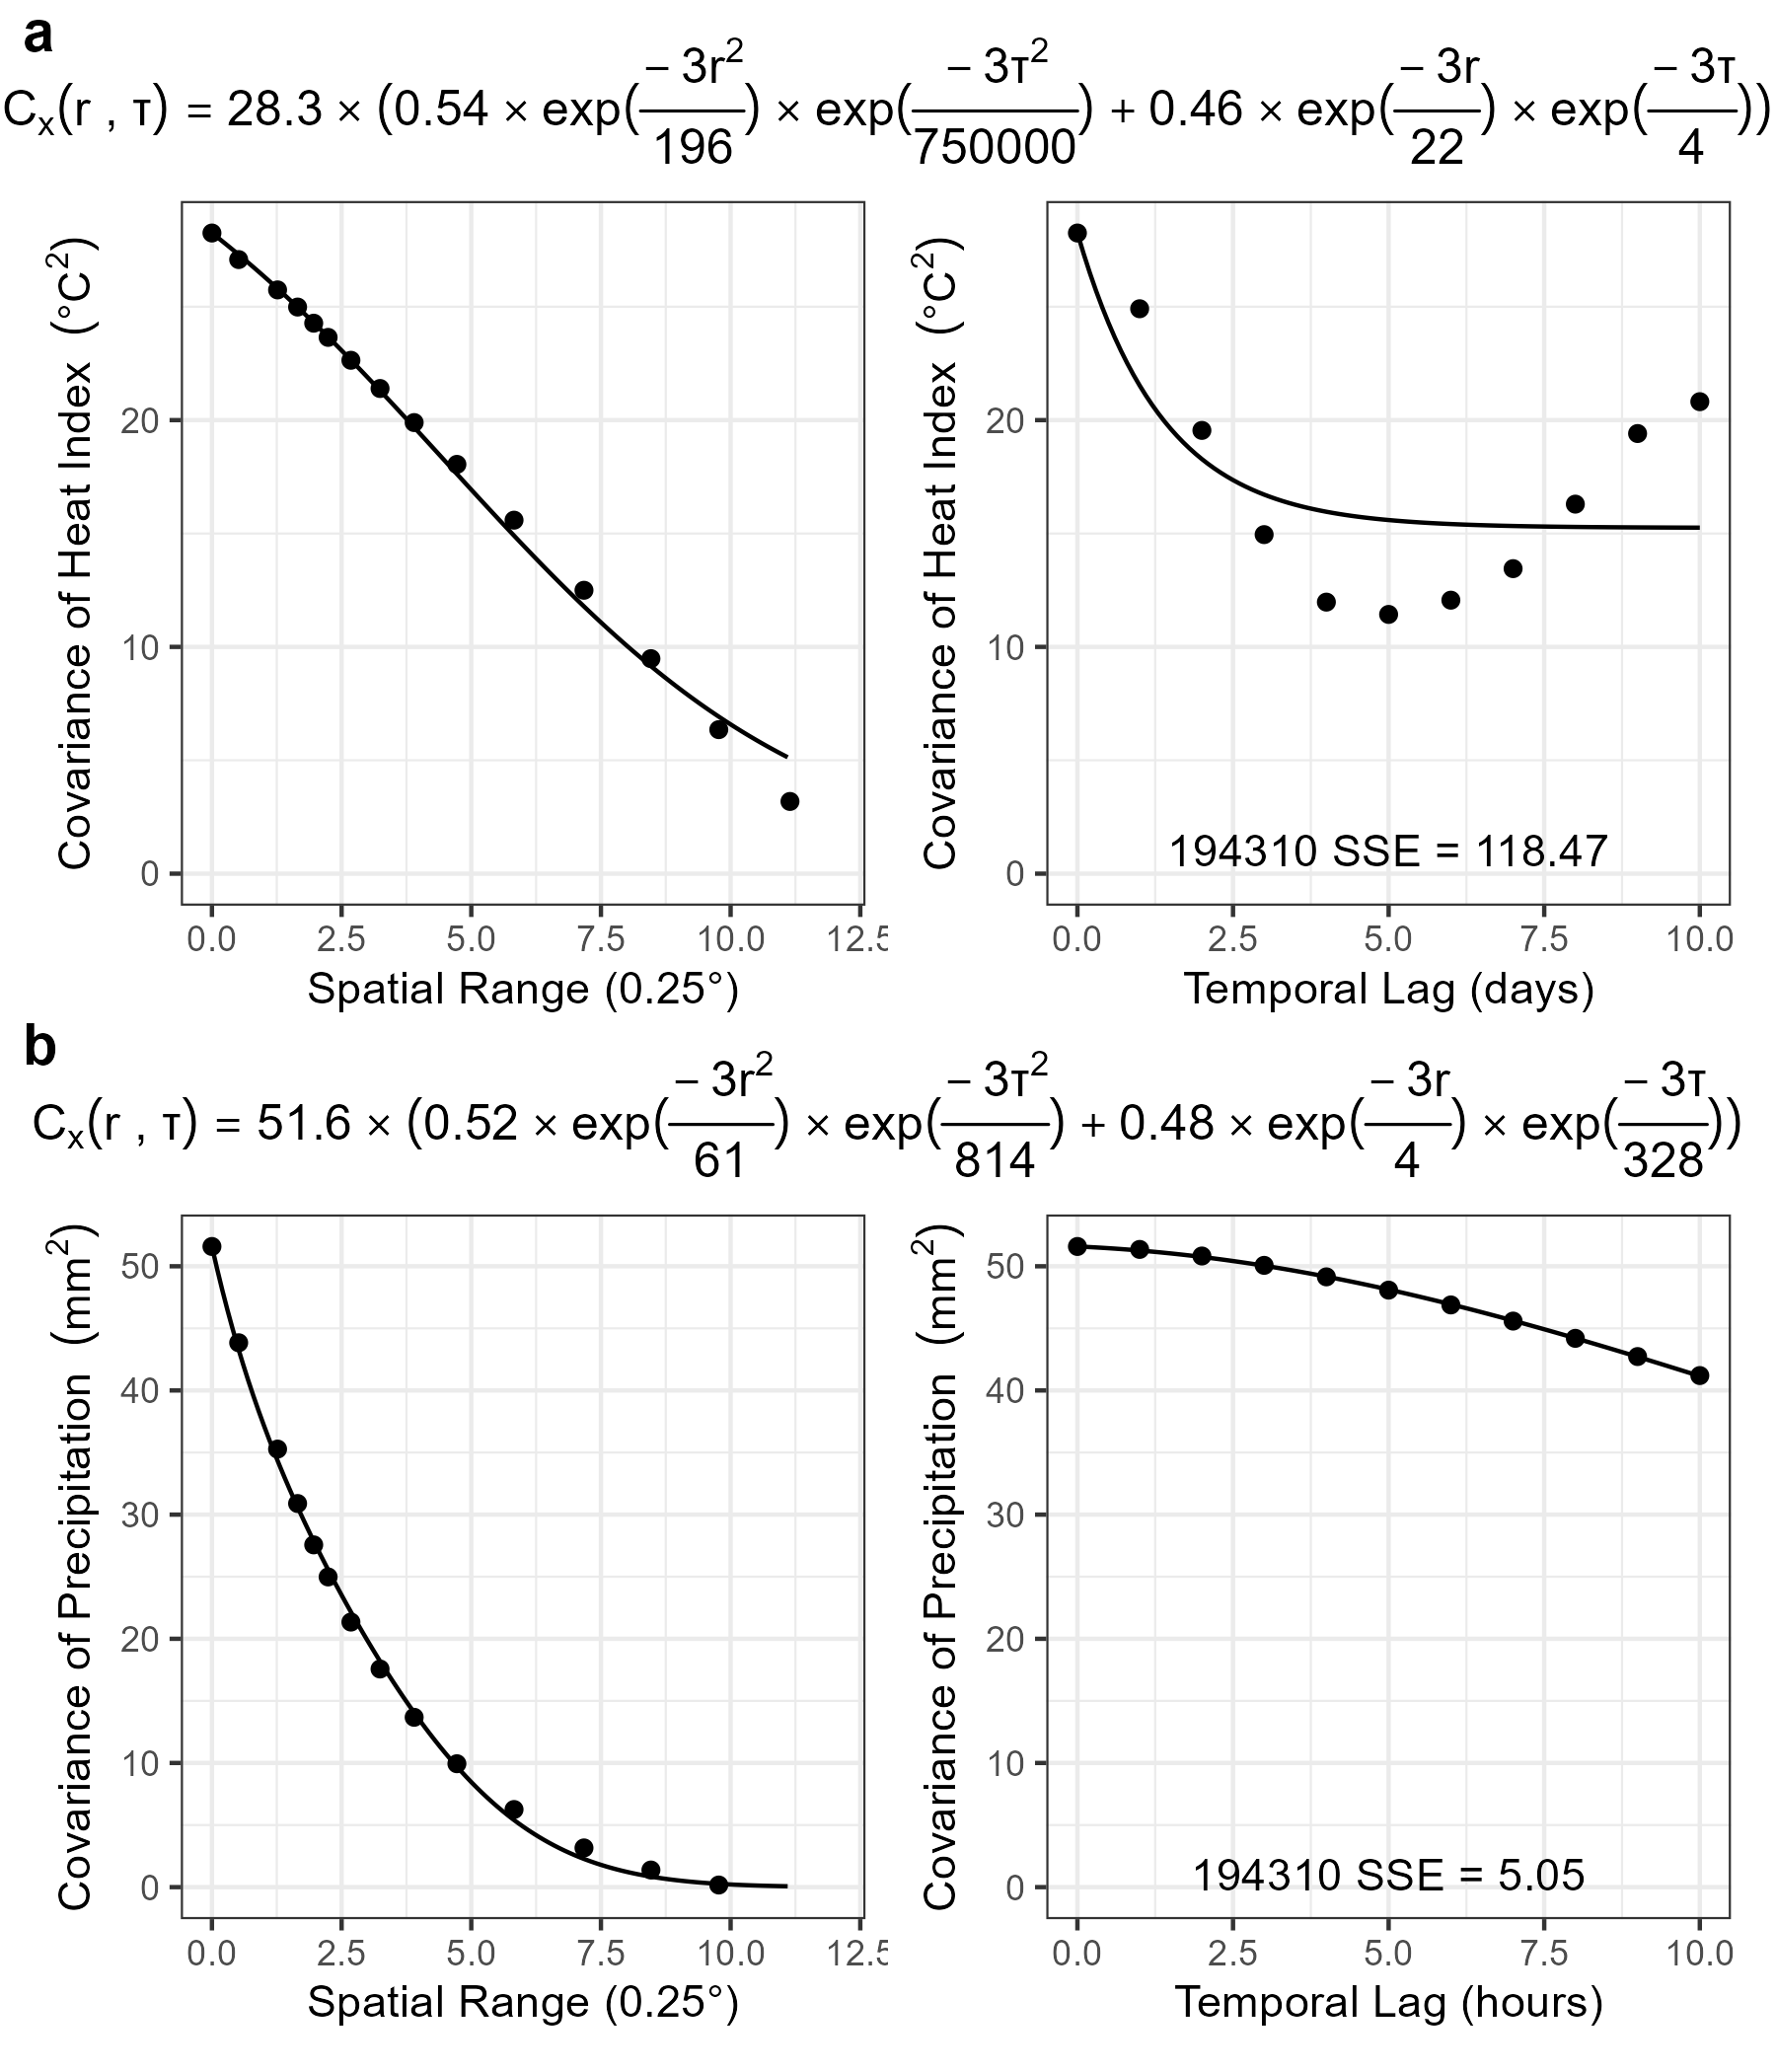 a
Cₓ(r , τ) = 28.3 × (0.54 × exp(− 3r²/196) × exp(− 3τ²/750000) + 0.46 × exp(− 3r/22) × exp(− 3τ/4))
Covariance of Heat Index (°C²)
20
10
0
0.0 2.5 5.0 7.5 10.0 12.5
Spatial Range (0.25°)
Covariance of Heat Index (°C²)
20
10
0
194310 SSE = 118.47
0.0 2.5 5.0 7.5 10.0
Temporal Lag (days)
b
Cₓ(r , τ) = 51.6 × (0.52 × exp(− 3r²/61) × exp(− 3τ²/814) + 0.48 × exp(− 3r/4) × exp(− 3τ/328))
Covariance of Precipitation (mm²)
50
40
30
20
10
0
0.0 2.5 5.0 7.5 10.0 12.5
Spatial Range (0.25°)
Covariance of Precipitation (mm²)
50
40
30
20
10
0
194310 SSE = 5.05
0.0 2.5 5.0 7.5 10.0
Temporal Lag (hours)